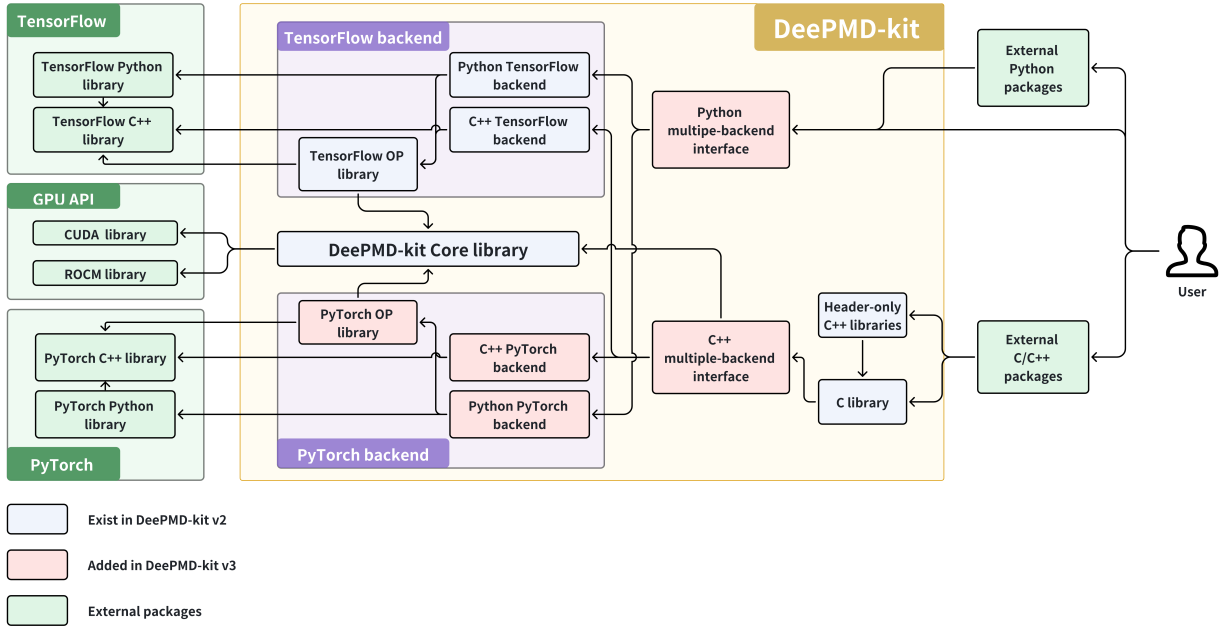 TensorFlow
TensorFlow Python
library
TensorFlow C++
library
GPU API
CUDA library
ROCM library
PyTorch C++ library
PyTorch Python
library
PyTorch
DeePMD-kit
TensorFlow backend
Python TensorFlow
backend
C++ TensorFlow
backend
TensorFlow OP
library
DeePMD-kit Core library
PyTorch OP
library
C++ PyTorch
backend
Python PyTorch
backend
PyTorch backend
Python
multipe-backend
interface
C++
multiple-backend
interface
Header-only
C++ libraries
C library
External
Python
packages
External
C/C++
packages
User
Exist in DeePMD-kit v2
Added in DeePMD-kit v3
External packages